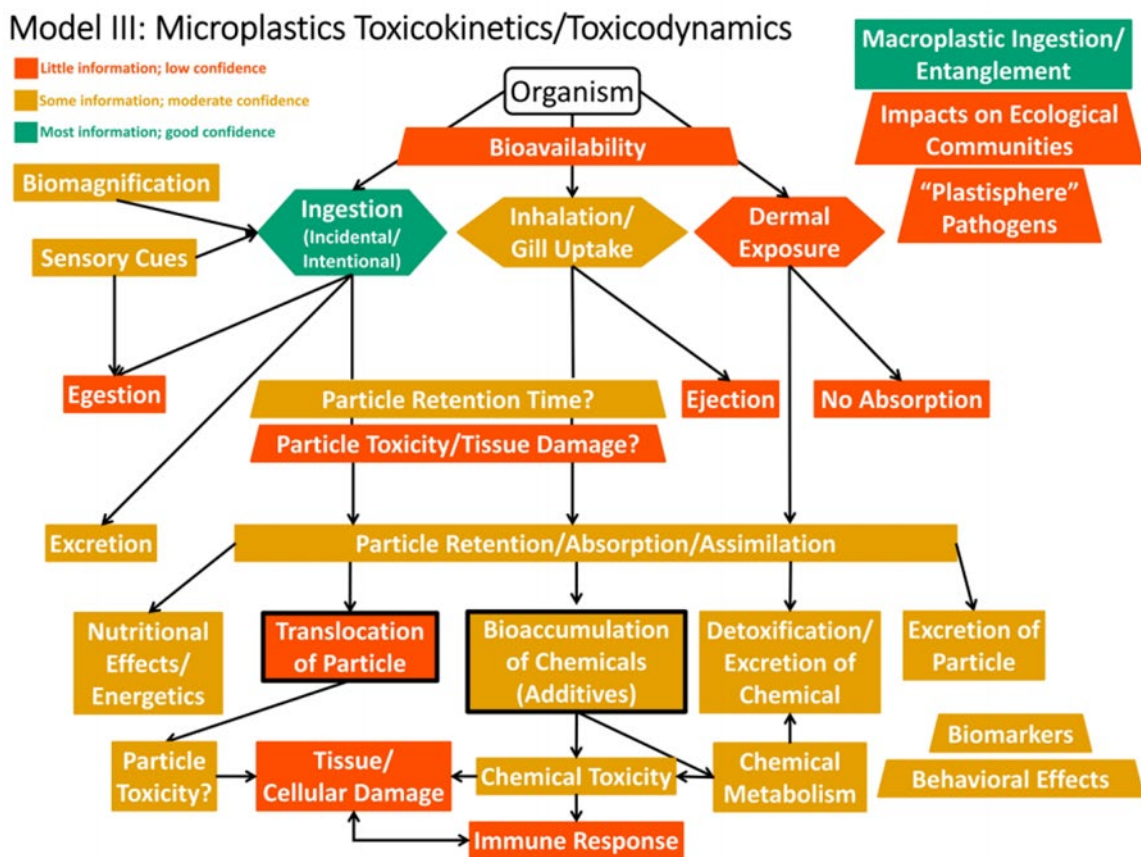 Model III: Microplastics Toxicokinetics/Toxicodynamics
Little information; low confidence
Some information; moderate confidence
Most information; good confidence
Macroplastic Ingestion/
Entanglement
Impacts on Ecological
Communities
“Plastisphere”
Pathogens
Organism
Bioavailability
Biomagnification
Sensory Cues
Ingestion
(Incidental/
Intentional)
Inhalation/
Gill Uptake
Dermal
Exposure
Egestion
Particle Retention Time?
Ejection
No Absorption
Particle Toxicity/Tissue Damage?
Excretion
Particle Retention/Absorption/Assimilation
Nutritional
Effects/
Energetics
Translocation
of Particle
Bioaccumulation
of Chemicals
(Additives)
Detoxification/
Excretion of
Chemical
Excretion of
Particle
Particle
Toxicity?
Tissue/
Cellular Damage
Chemical Toxicity
Chemical
Metabolism
Biomarkers
Behavioral Effects
Immune Response